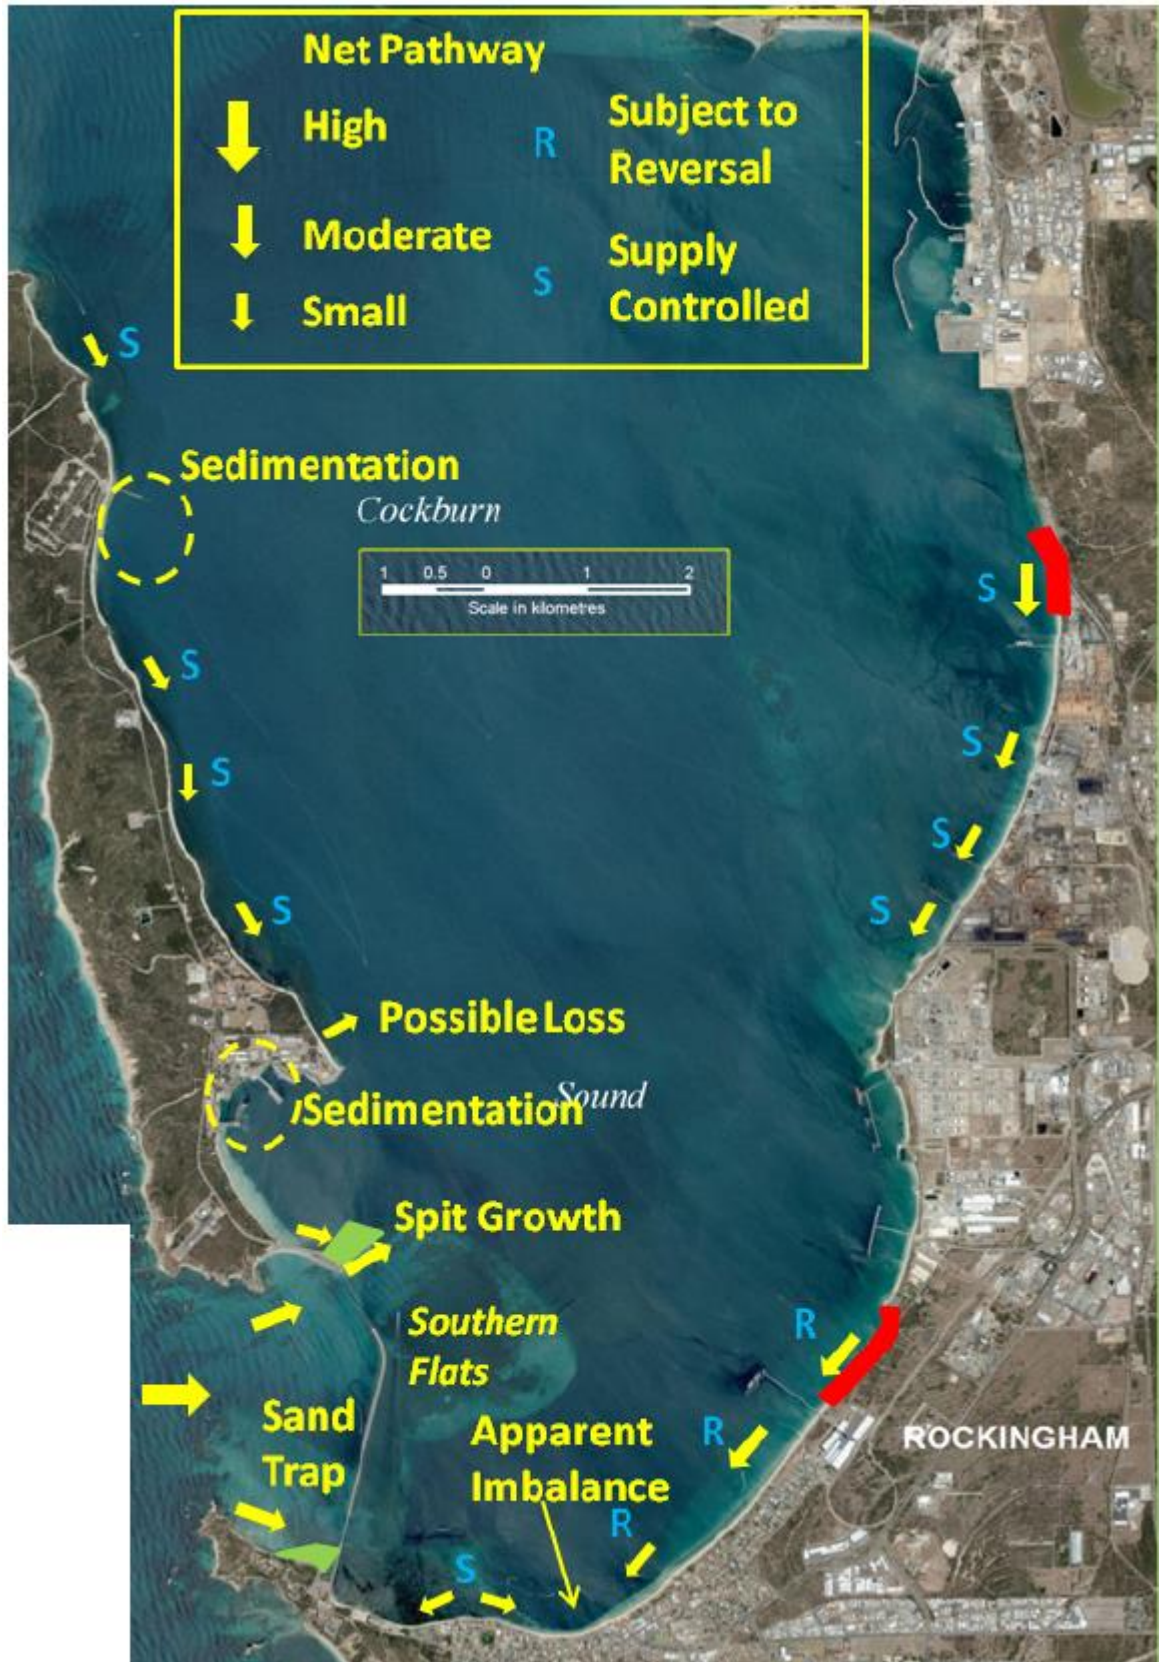 Net Pathway
High
Moderate
Small
R
Subject to
Reversal
S
Supply
Controlled
S
Sedimentation
Cockburn
1 0.5 0 1 2
Scale in kilometres
S
S
S
S
S
S
S
Possible Loss
Sound
Sedimentation
Spit Growth
Southern
Flats
R
Sand
Trap
Apparent
Imbalance
R
ROCKINGHAM
R
S